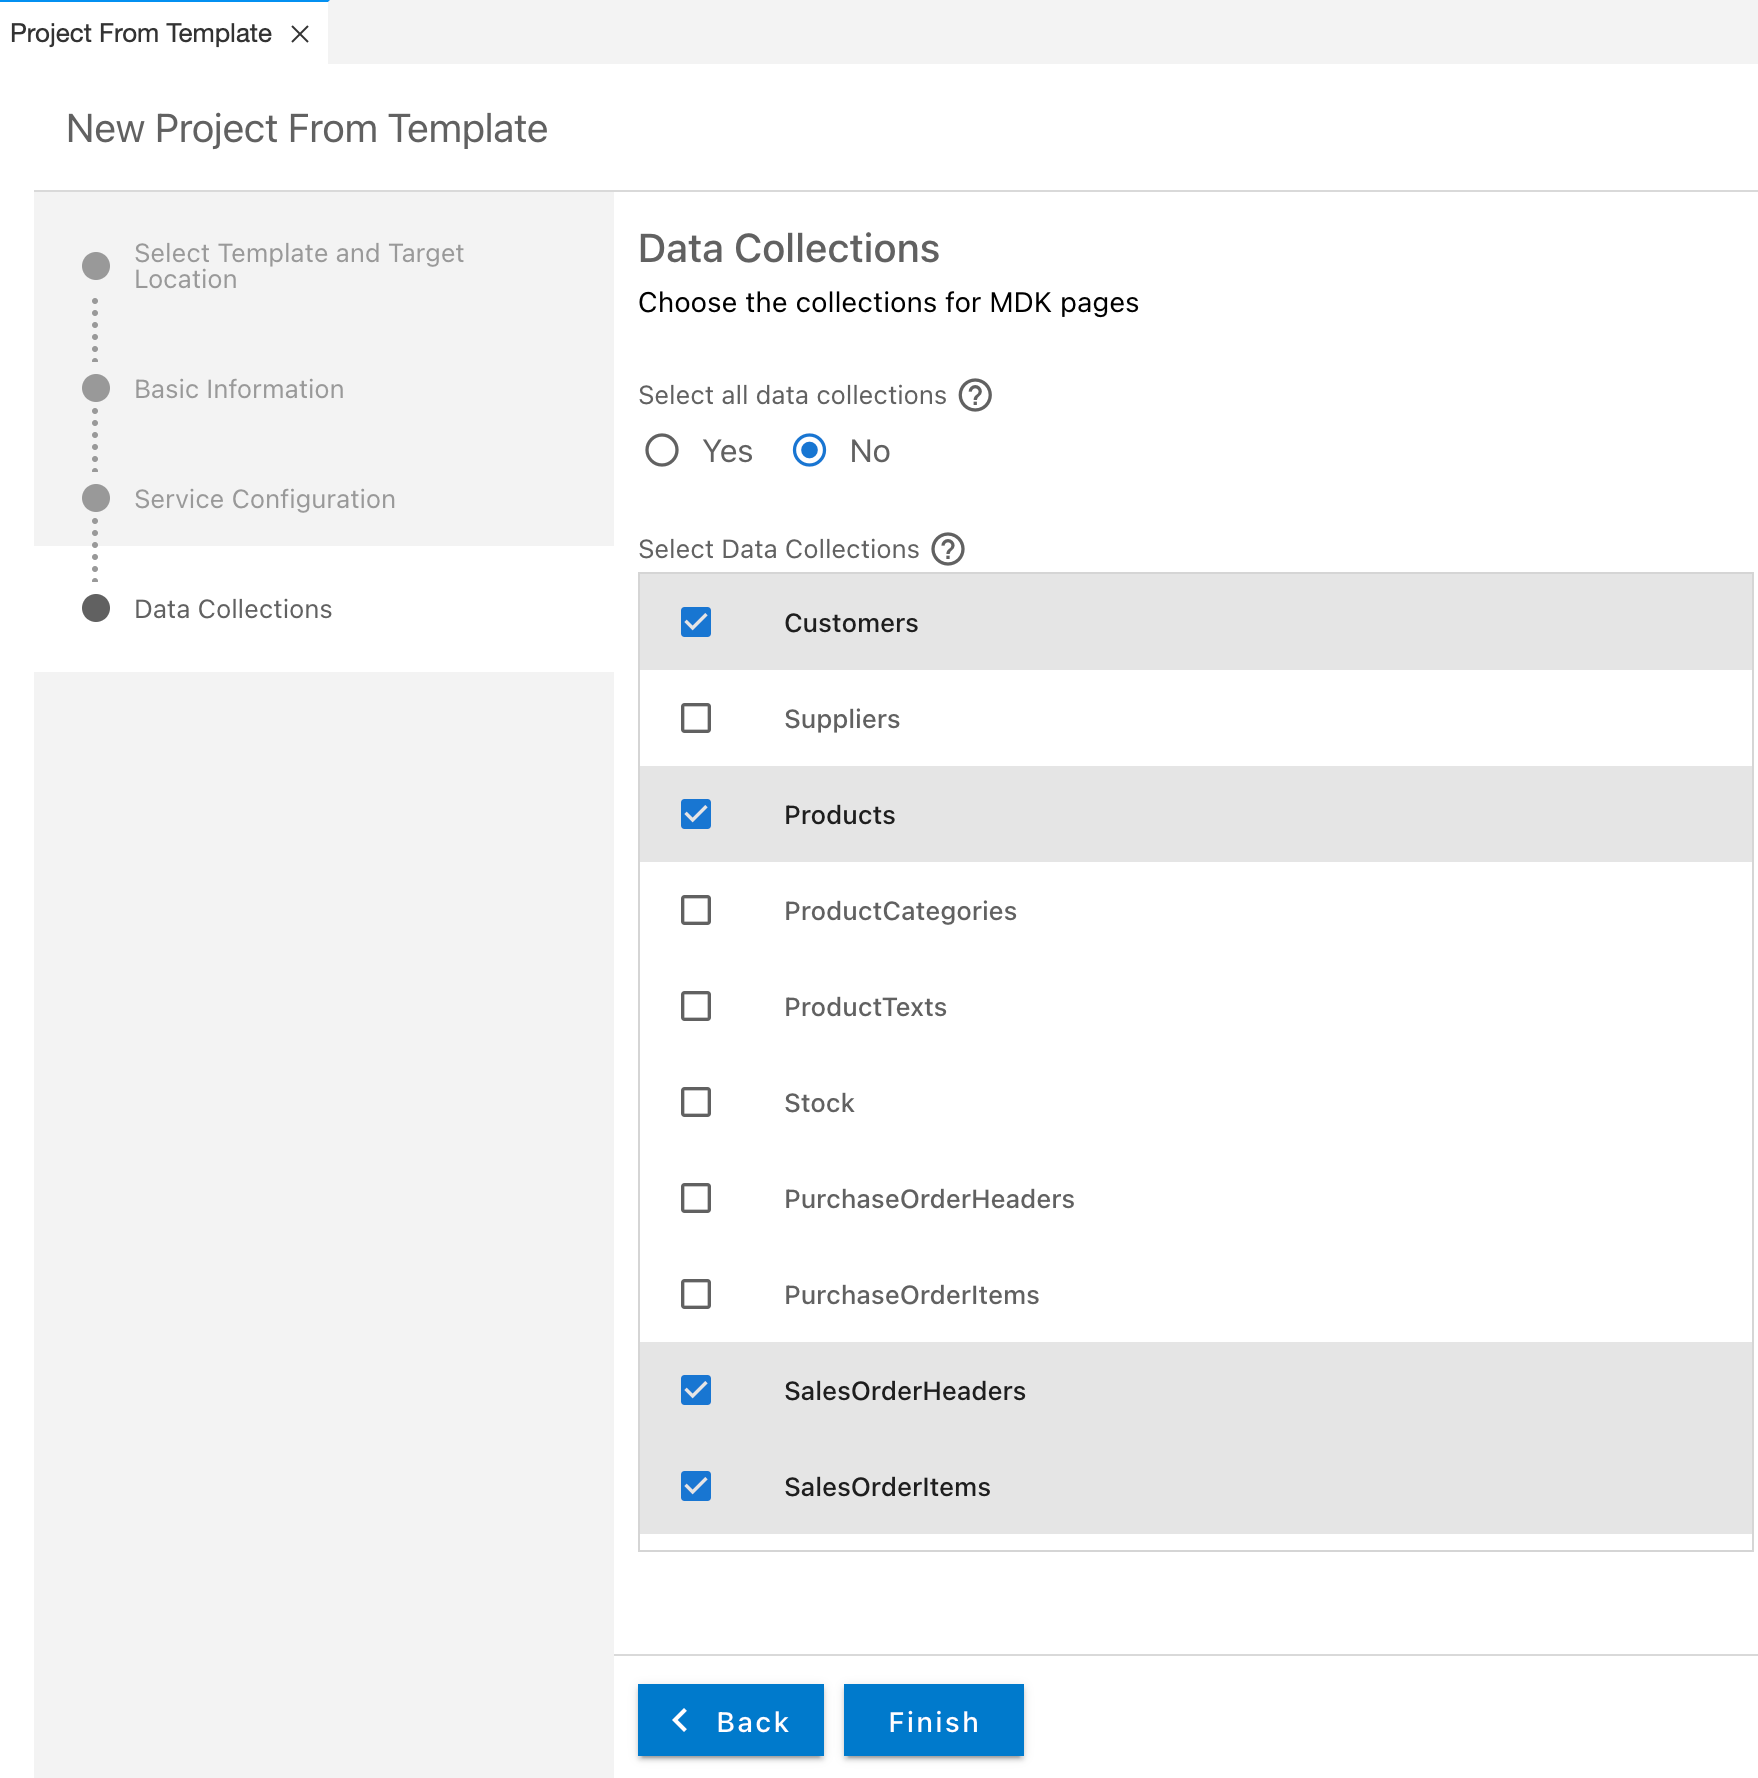 Project From Template
New Project From Template
Select Template and Target
Location
Basic Information
Service Configuration
Data Collections
Data Collections
Choose the collections for MDK pages
Select all data collections
Yes No
Select Data Collections
Customers
Suppliers
Products
ProductCategories
ProductTexts
Stock
PurchaseOrderHeaders
PurchaseOrderItems
SalesOrderHeaders
SalesOrderItems
Back
Finish